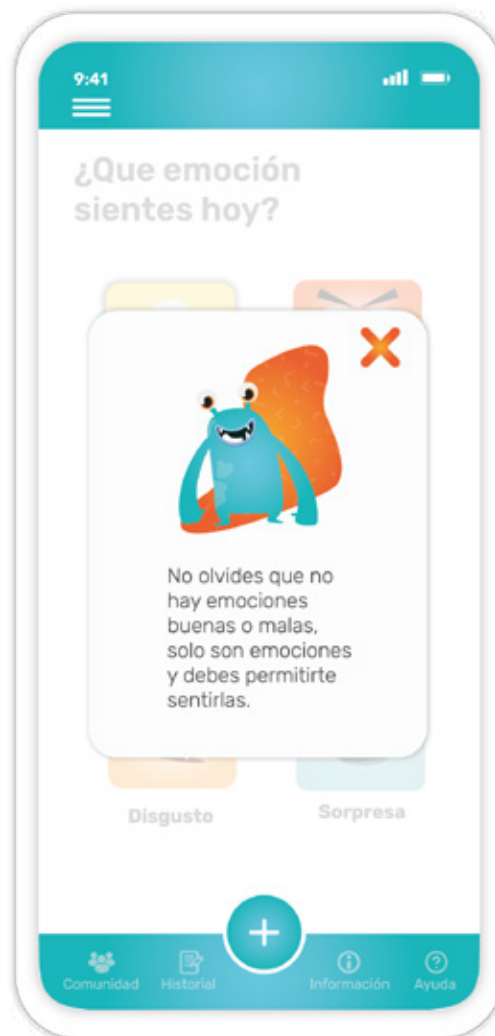 9:41
¿Que emoción
sientes hoy?
No olvides que no
hay emociones
buenas o malas,
solo son emociones
y debes permitirte
sentirlas.
Disgusto
Sorpresa
Comunidad
Historial
Información
Ayuda